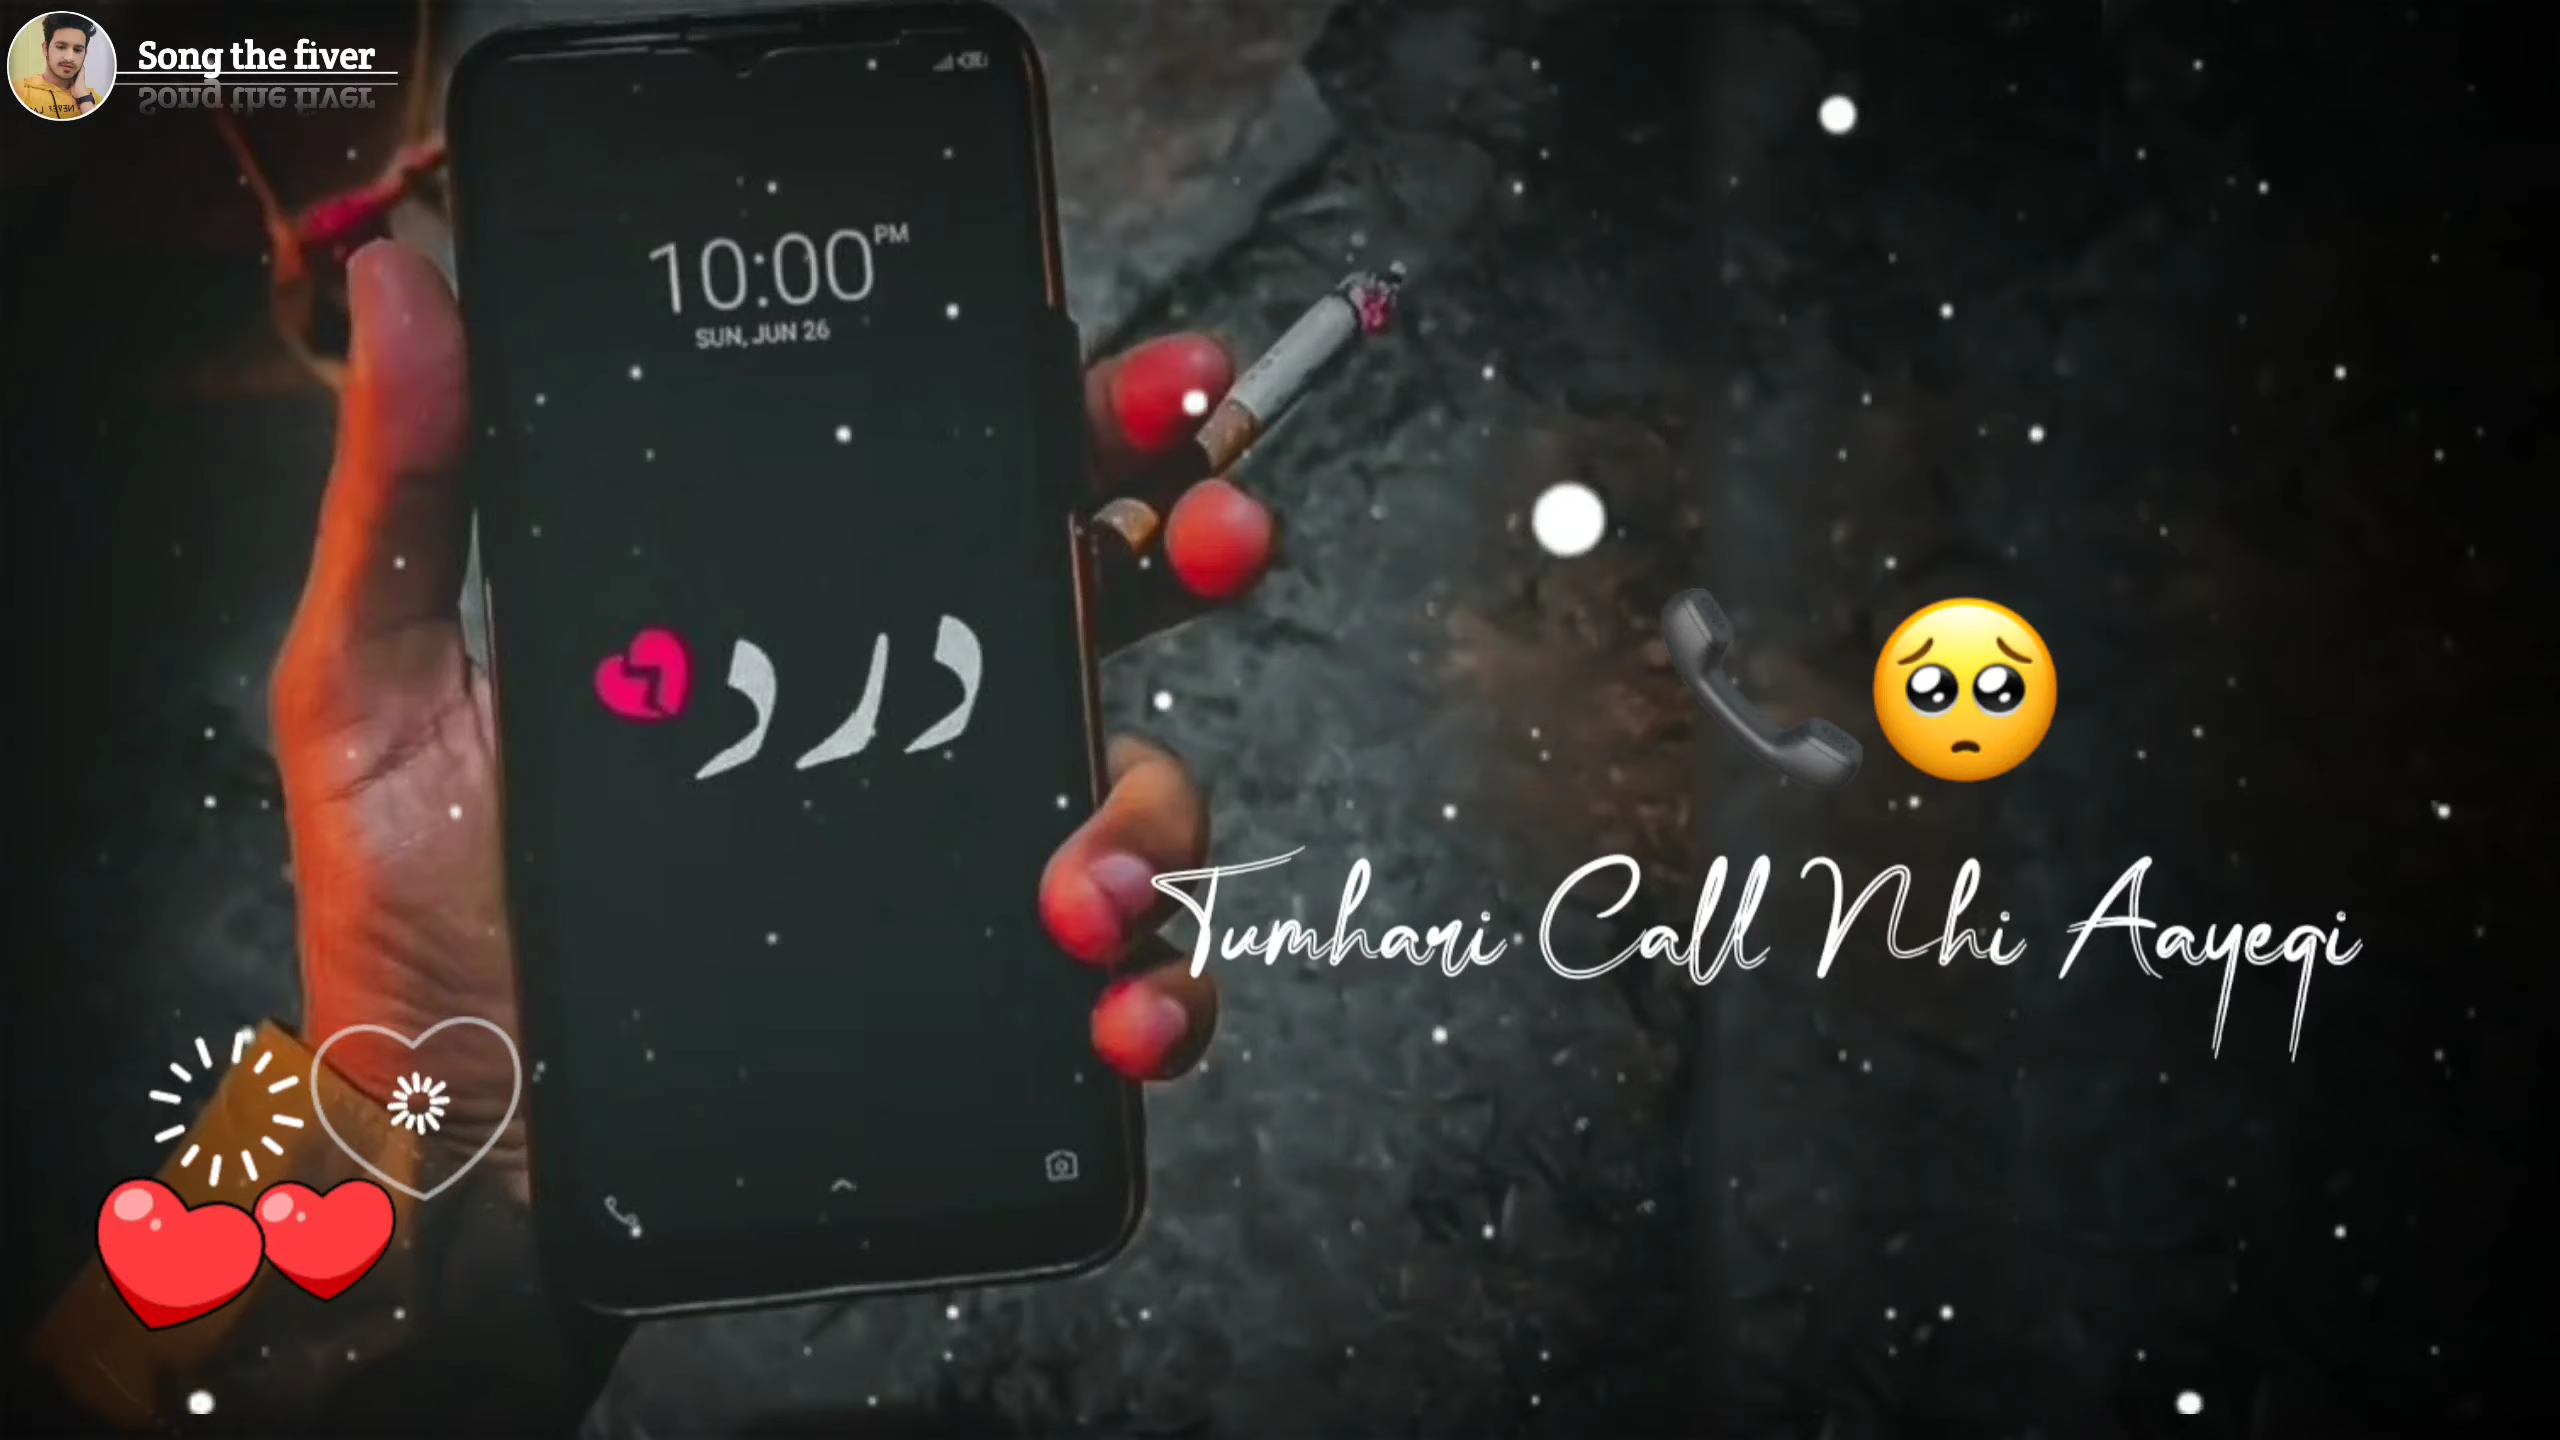 Song the fiver
10:00 PM
SUN, JUN 26
درد 💔
📞🥺
Tumhari Call Nhi Aayegi